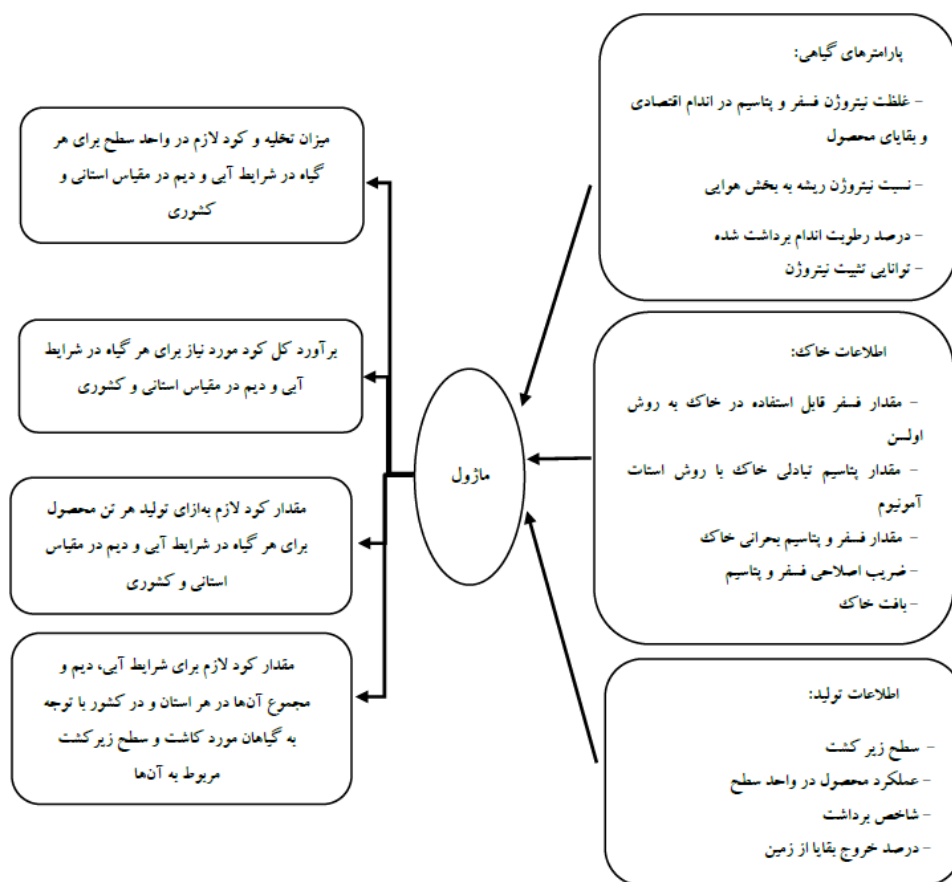 پارامترهای گیاهی:
– غلظت نیتروژن فسفر و پتاسیم در اندام اقتصادی
و بقایای محصول
– نسبت نیتروژن ریشه به بخش هوایی
– درصد رطوبت اندام برداشت شده
– توانایی تثبیت نیتروژن
اطلاعات خاک:
– مقدار فسفر قابل استفاده در خاک به روش
اولسن
– مقدار پتاسیم تبادلی خاک با روش استات
آمونیوم
– مقدار فسفر و پتاسیم بحرانی خاک
– ضریب اصلاحی فسفر و پتاسیم
– بافت خاک
اطلاعات تولید:
– سطح زیر کشت
– عملکرد محصول در واحد سطح
– شاخص برداشت
– درصد خروج بقایا از زمین
ماژول
میزان تخلیه و کود لازم در واحد سطح برای هر
گیاه در شرایط آبی و دیم در مقیاس استانی و
کشوری
برآورد کل کود مورد نیاز برای هر گیاه در شرایط
آبی و دیم در مقیاس استانی و کشوری
مقدار کود لازم به‌ازای تولید هر تن محصول
برای هر گیاه در شرایط آبی و دیم در مقیاس
استانی و کشوری
مقدار کود لازم برای شرایط آبی، دیم و
مجموع آن‌ها در هر استان و در کشور با توجه
به گیاهان مورد کاشت و سطح زیرکشت
مربوط به آن‌ها